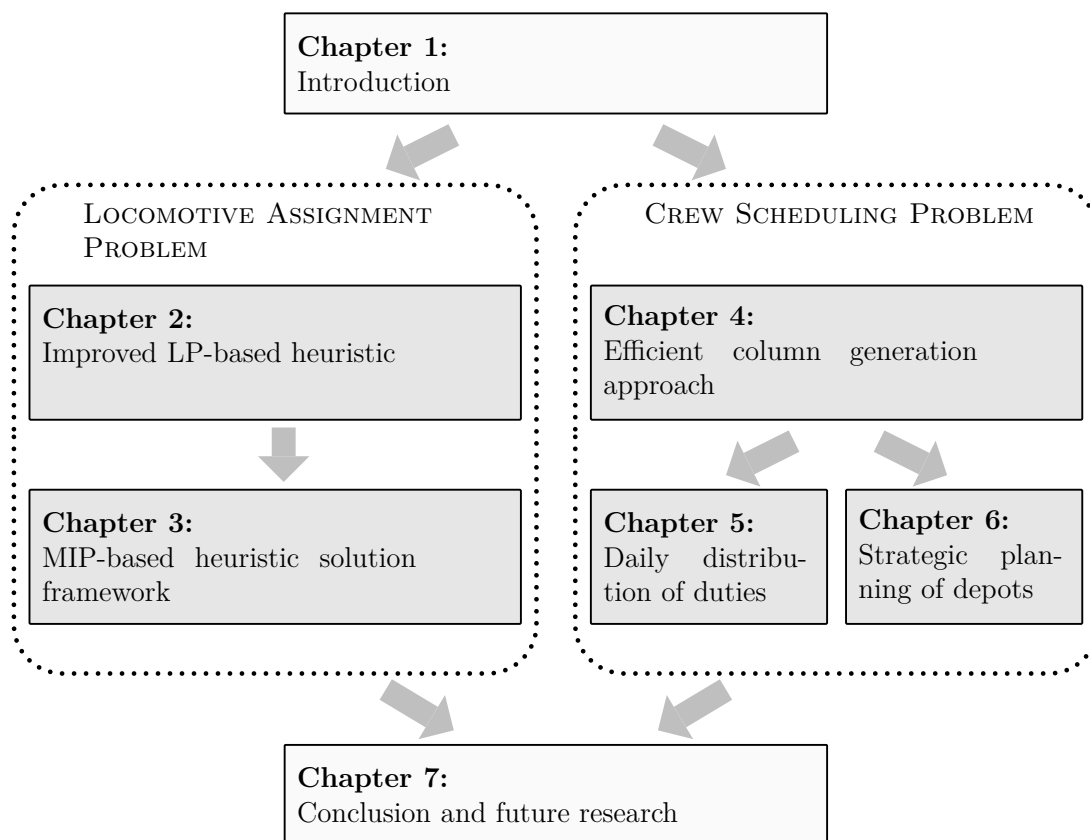 Chapter 1:
Introduction
LOCOMOTIVE ASSIGNMENT
PROBLEM
Chapter 2:
Improved LP-based heuristic
Chapter 3:
MIP-based heuristic solution
framework
CREW SCHEDULING PROBLEM
Chapter 4:
Efficient column generation
approach
Chapter 5:
Daily distribu-
tion of duties
Chapter 6:
Strategic plan-
ning of depots
Chapter 7:
Conclusion and future research